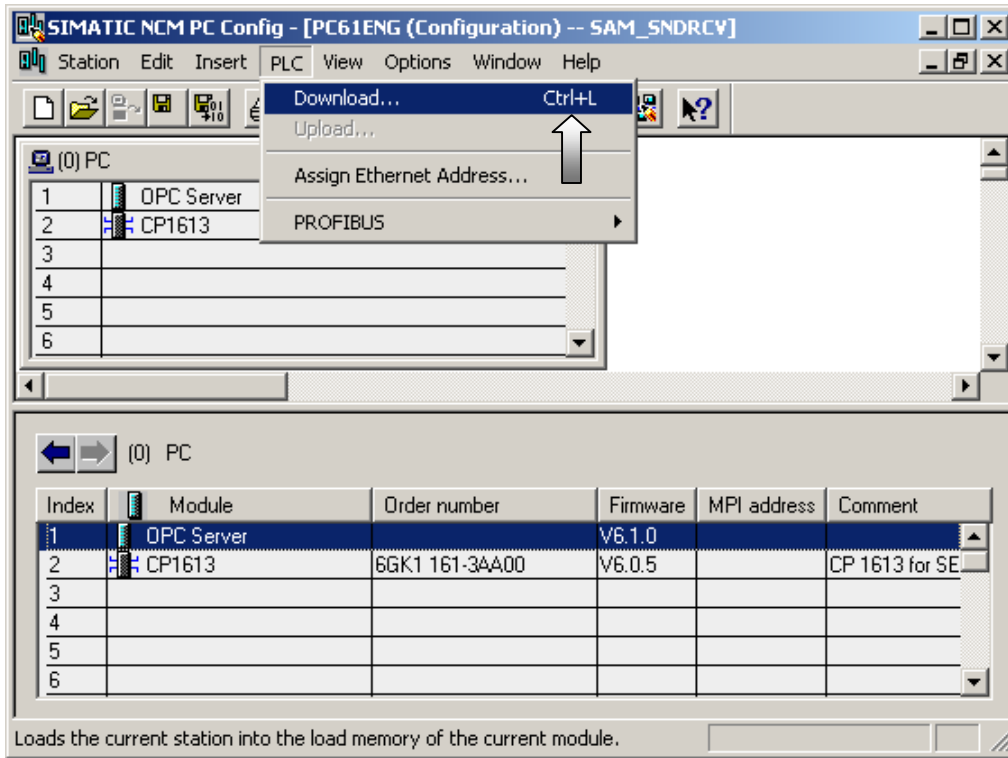 SIMATIC NCM PC Config - [PC61ENG (Configuration) -- SAM_SNDRCV]
Station Edit Insert PLC View Options Window Help
Download... Ctrl+L
Upload...
Assign Ethernet Address...
PROFIBUS
(0) PC
1 OPC Server
2 CP1613
3
4
5
6
(0) PC
Index Module Order number Firmware MPI address Comment
1 OPC Server V6.1.0
2 CP1613 6GK1 161-3AA00 V6.0.5 CP 1613 for SE
3
4
5
6
Loads the current station into the load memory of the current module.